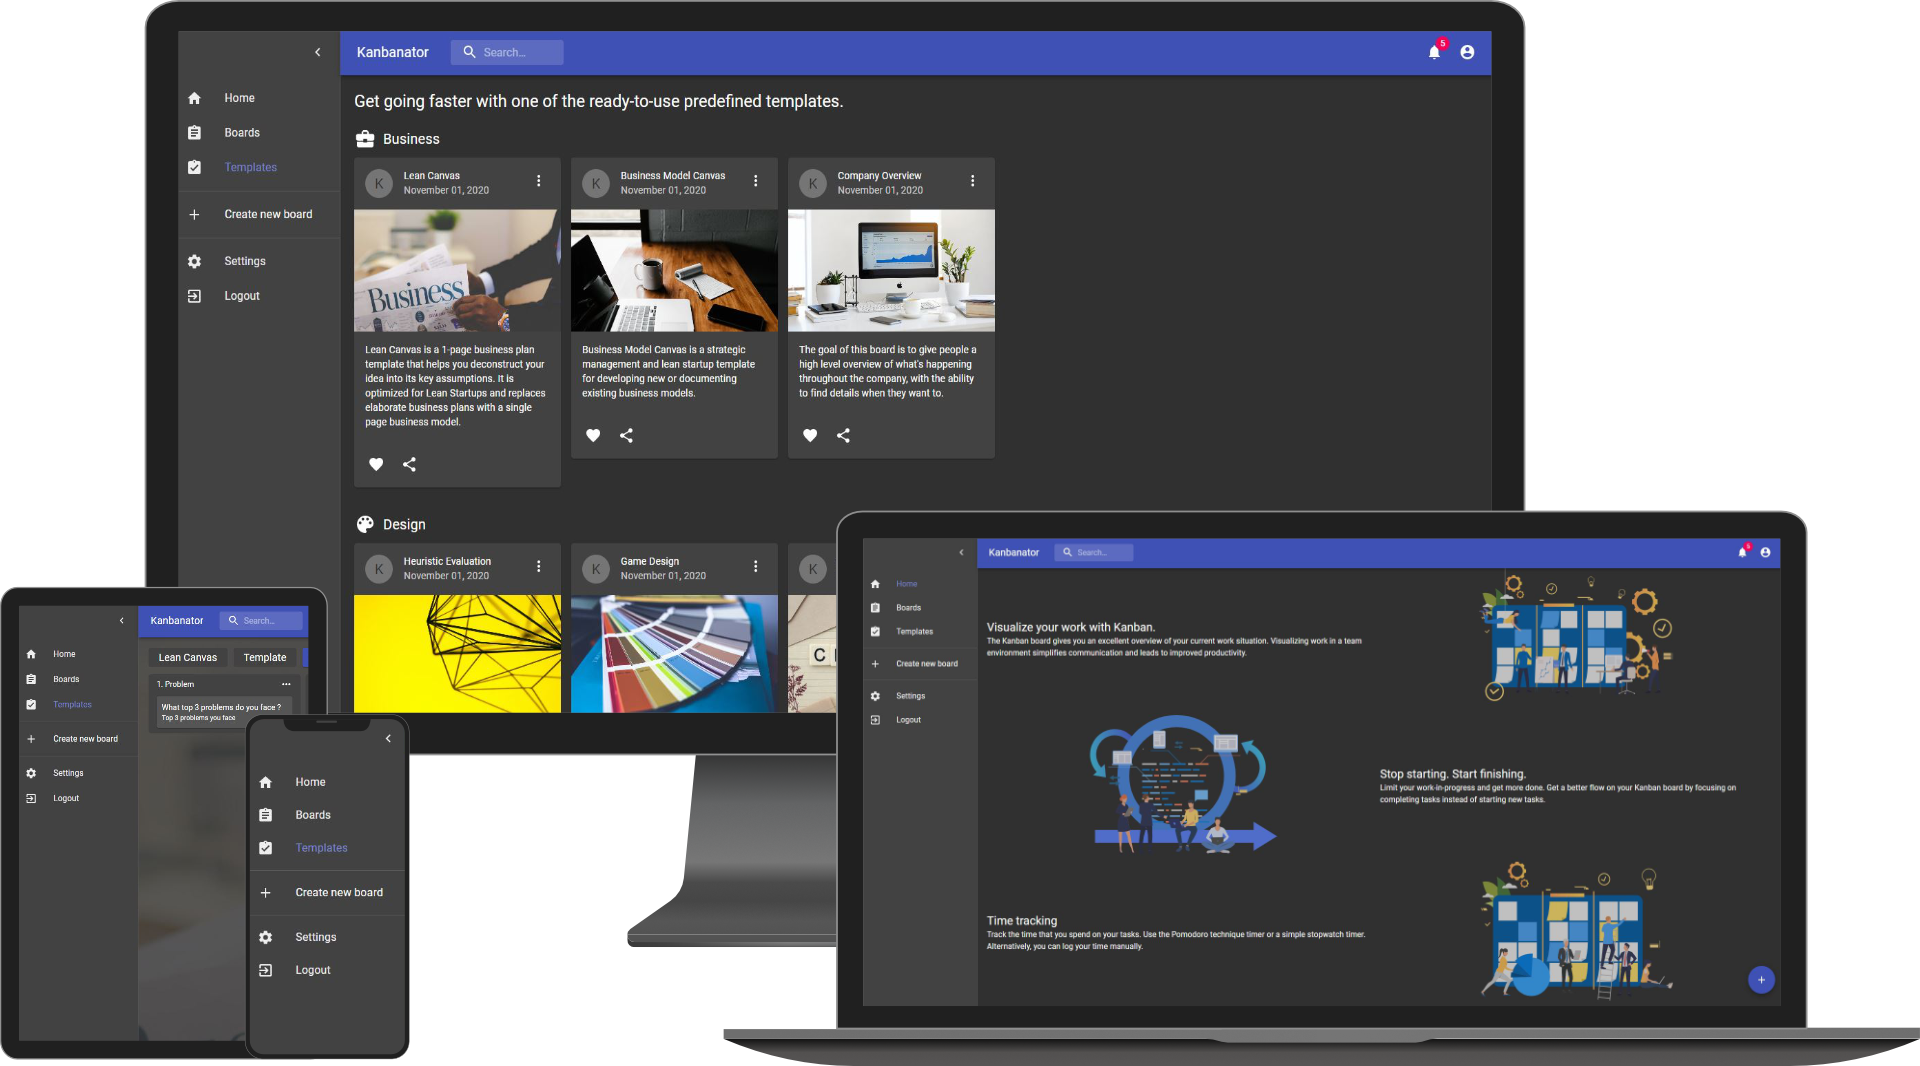 Kanbanator
Search...
5
Home
Boards
Templates
Create new board
Settings
Logout
Get going faster with one of the ready-to-use predefined templates.
Business
K
Lean Canvas
November 01, 2020
Business
Lean Canvas is a 1-page business plan
template that helps you deconstruct your
idea into its key assumptions. It is
optimized for Lean Startups and replaces
elaborate business plans with a single
page business model.
K
Business Model Canvas
November 01, 2020
Business Model Canvas is a strategic
management and lean startup template
for developing new or documenting
existing business models.
K
Company Overview
November 01, 2020
The goal of this board is to give people a
high level overview of what's happening
throughout the company, with the ability
to find details when they want to.
Design
K
Heuristic Evaluation
November 01, 2020
K
Game Design
November 01, 2020
K
C
Kanbanator
Search...
Home
Boards
Templates
Create new board
Settings
Logout
Lean Canvas
Template
1. Problem
What top 3 problems do you face ?
Top 3 problems you face
Home
Boards
Templates
Create new board
Settings
Logout
Kanbanator
Search...
5
Home
Boards
Templates
Create new board
Settings
Logout
Visualize your work with Kanban.
The Kanban board gives you an excellent overview of your current work situation. Visualizing work in a team
environment simplifies communication and leads to improved productivity.
Stop starting. Start finishing.
Limit your work-in-progress and get more done. Get a better flow on your Kanban board by focusing on
completing tasks instead of starting new tasks.
Time tracking
Track the time that you spend on your tasks. Use the Pomodoro technique timer or a simple stopwatch timer.
Alternatively, you can log your time manually.